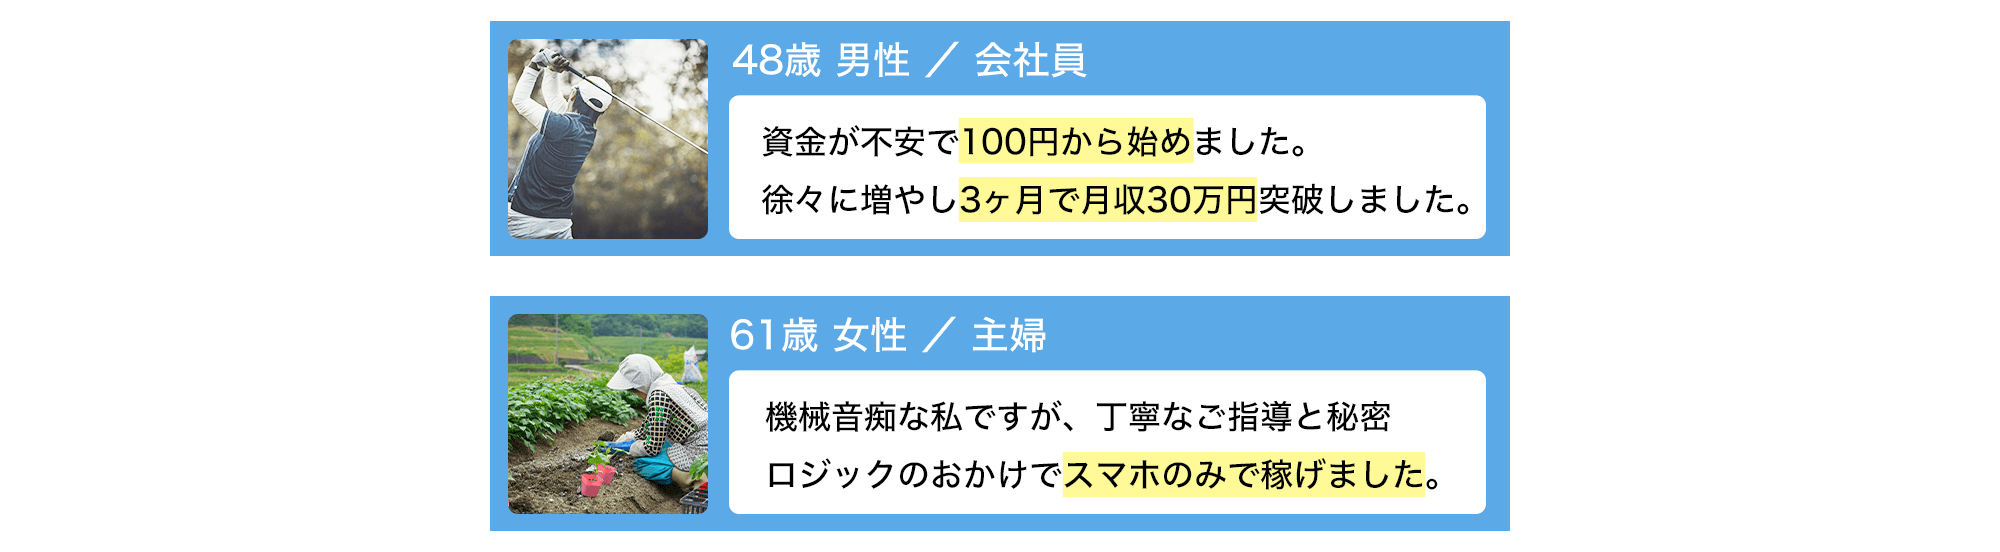 48歳 男性 ／ 会社員
資金が不安で100円から始めました。
徐々に増やし3ヶ月で月収30万円突破しました。
61歳 女性 ／ 主婦
機械音痴な私ですが、丁寧なご指導と秘密
ロジックのおかけでスマホのみで稼げました。